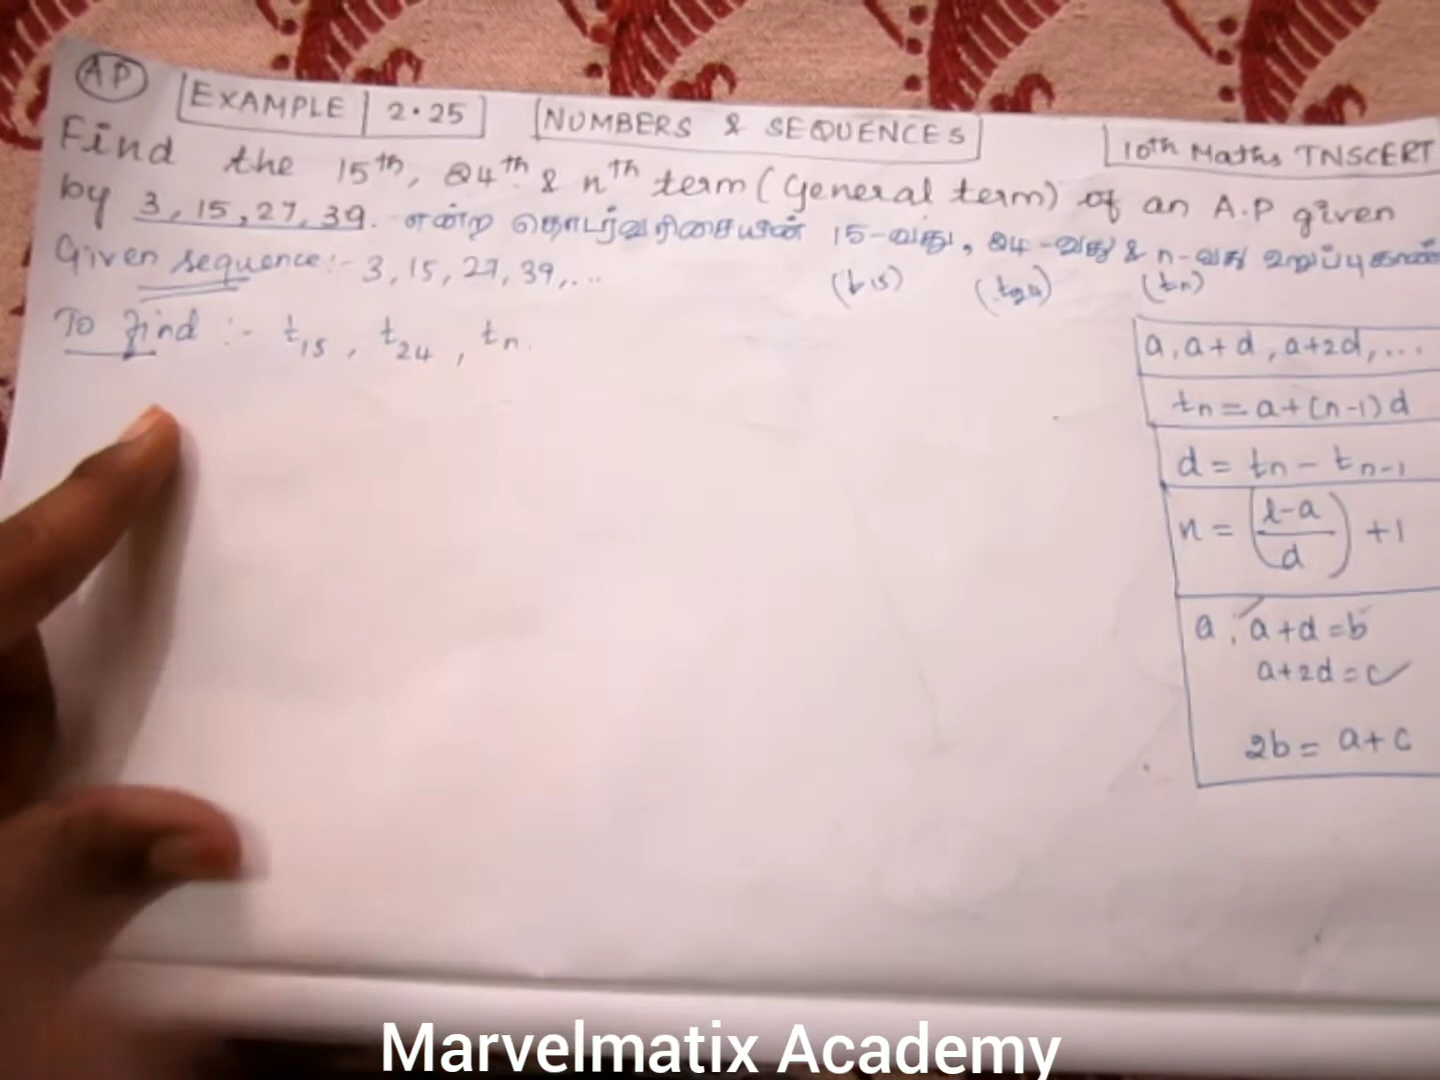 AP
EXAMPLE 2.25 NUMBERS & SEQUENCES 10th Maths TNSCERT
Find the 15th, 24th & nth term (General term) of an A.P given
by 3, 15, 27, 39. என்ற தொடர்வரிசையின் 15-வது, 24-வது & n-வது உறுப்பு காண்
(t15) (t24) (tn)
Given sequence:- 3, 15, 27, 39, ...
To Find :- t15, t24, tn.
a, a+d, a+2d, ...
tn = a+(n-1)d
d = tn - tn-1
n = (l-a/d) + 1
a, a+d = b
a+2d = c
2b = a+c
Marvelmatix Academy